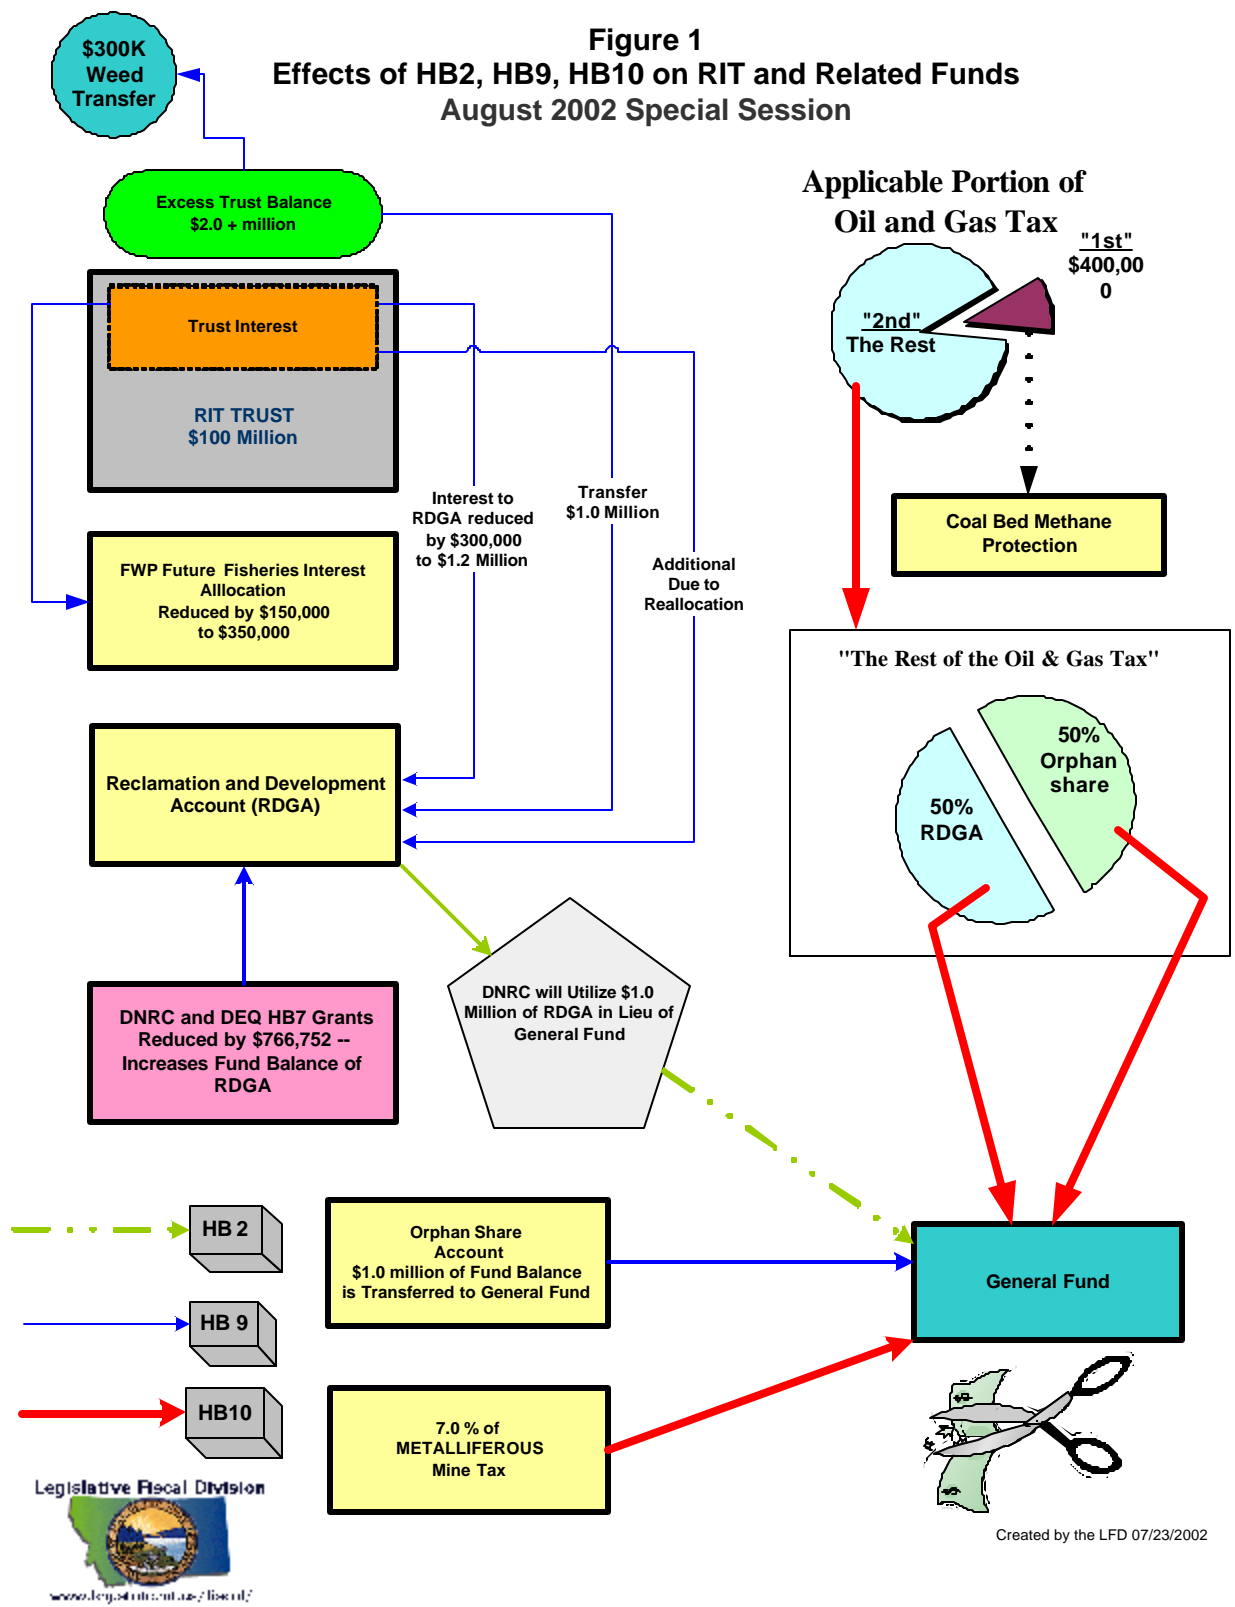 Figure 1
Effects of HB2, HB9, HB10 on RIT and Related Funds
August 2002 Special Session
$300K
Weed
Transfer
Excess Trust Balance
$2.0 + million
Trust Interest
RIT TRUST
$100 Million
FWP Future Fisheries Interest
Alllocation
Reduced by $150,000
to $350,000
Interest to
RDGA reduced
by $300,000
to $1.2 Million
Transfer
$1.0 Million
Additional
Due to
Reallocation
Reclamation and Development
Account (RDGA)
DNRC and DEQ HB7 Grants
Reduced by $766,752 --
Increases Fund Balance of
RDGA
DNRC will Utilize $1.0
Million of RDGA in Lieu of
General Fund
Applicable Portion of
Oil and Gas Tax
"1st"
$400,00
0
"2nd"
The Rest
Coal Bed Methane
Protection
"The Rest of the Oil & Gas Tax"
50%
Orphan
share
50%
RDGA
HB 2
HB 9
HB10
Orphan Share
Account
$1.0 million of Fund Balance
is Transferred to General Fund
7.0 % of
METALLIFEROUS
Mine Tax
General Fund
Legislative Fiscal Division
Created by the LFD 07/23/2002